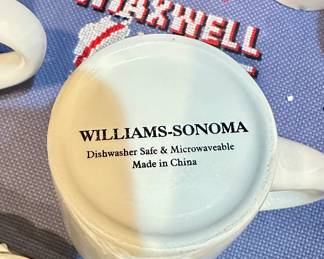 MAXWELL
WILLIAMS-SONOMA
Dishwasher Safe & Microwaveable
Made in China